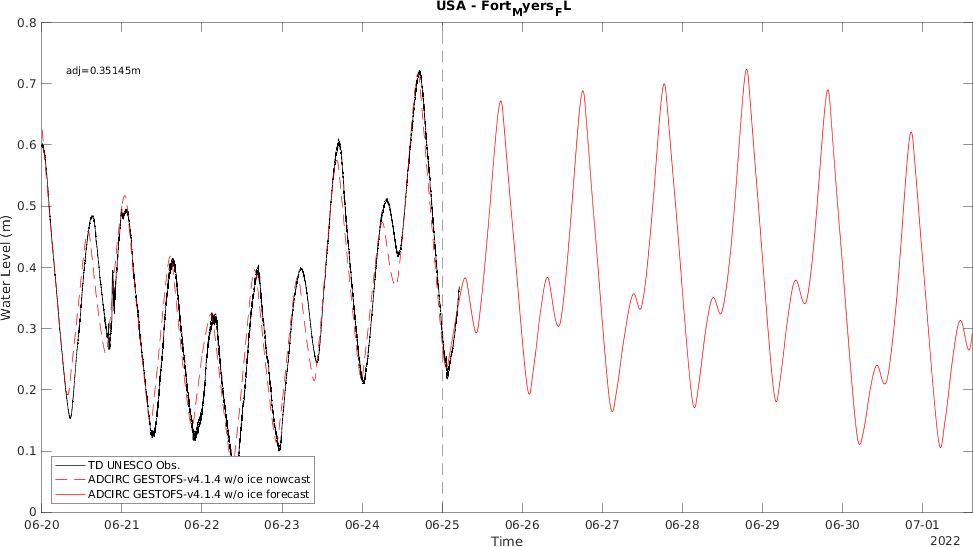 USA - FortMyersFL
adj=0.35145m
Water Level (m)
0.8
0.7
0.6
0.5
0.4
0.3
0.2
0.1
0
TD UNESCO Obs.
ADCIRC GESTOFS-v4.1.4 w/o ice nowcast
ADCIRC GESTOFS-v4.1.4 w/o ice forecast
06-20 06-21 06-22 06-23 06-24 06-25 06-26 06-27 06-28 06-29 06-30 07-01
Time
2022